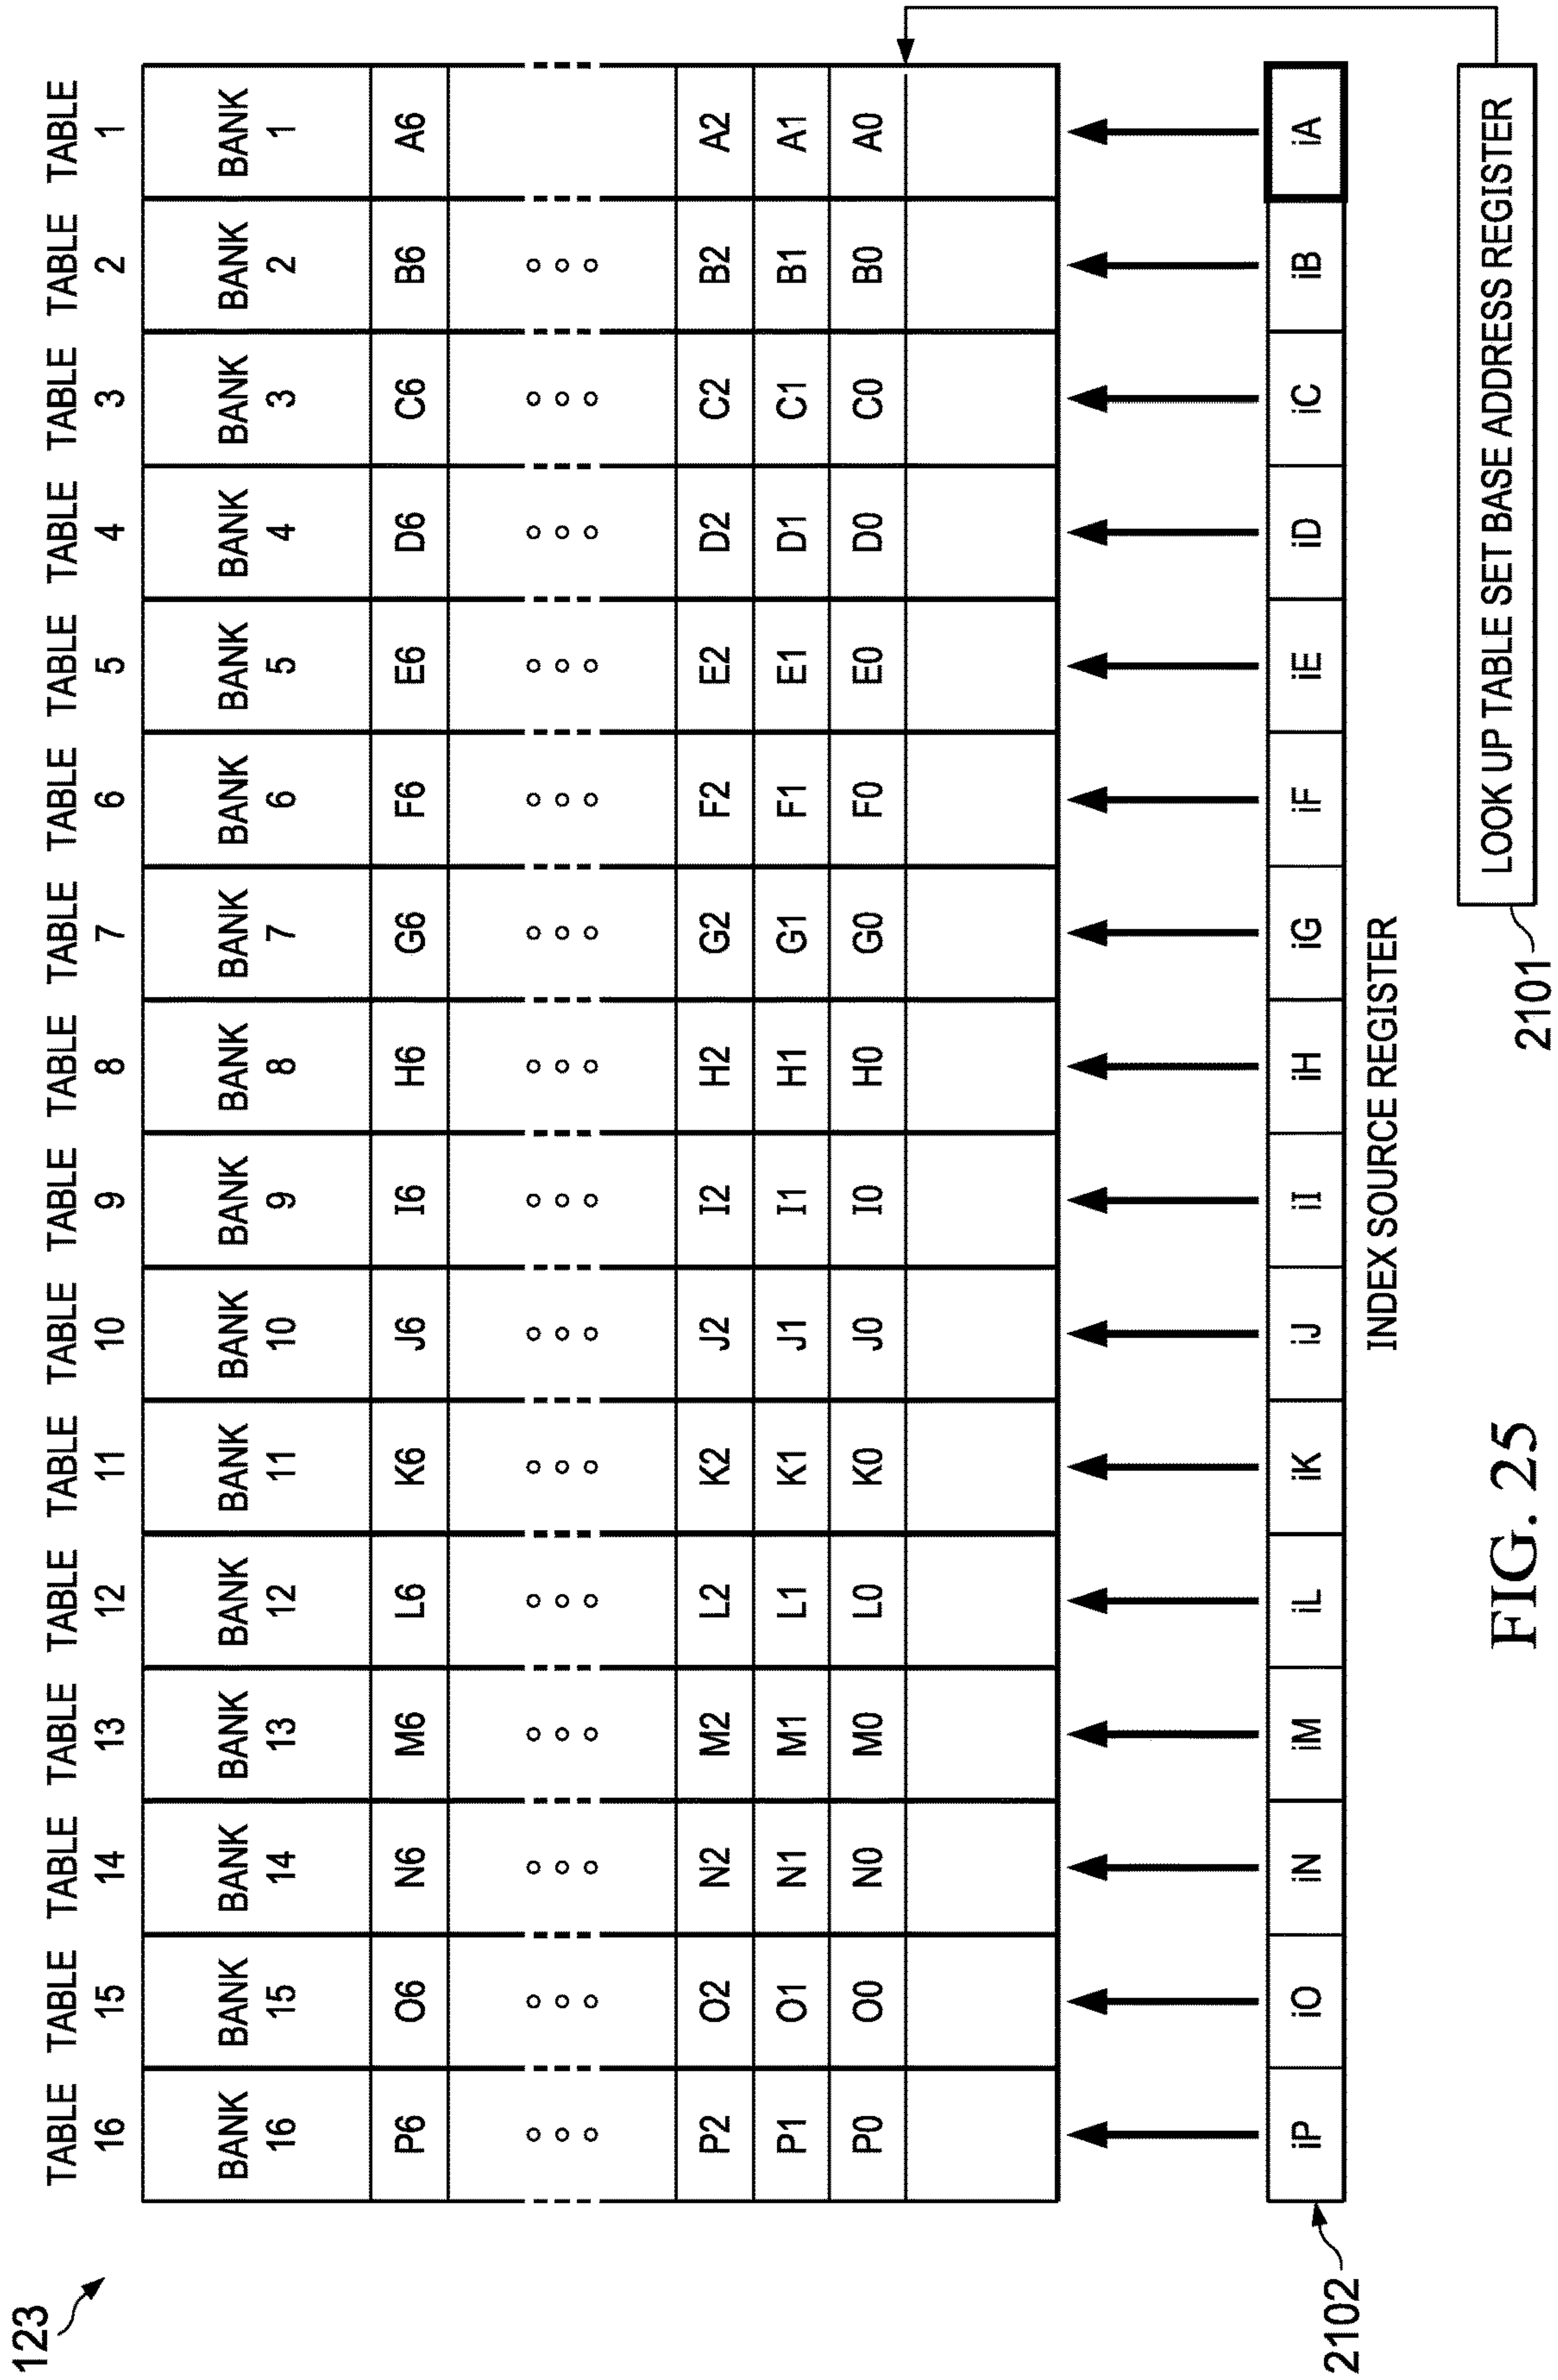 123
TABLE TABLE TABLE TABLE TABLE TABLE TABLE TABLE TABLE TABLE TABLE TABLE TABLE TABLE TABLE TABLE
16 15 14 13 12 11 10 9 8 7 6 5 4 3 2 1
BANK BANK BANK BANK BANK BANK BANK BANK BANK BANK BANK BANK BANK BANK BANK BANK
16 15 14 13 12 11 10 9 8 7 6 5 4 3 2 1
P6 O6 N6 M6 L6 K6 J6 I6 H6 G6 F6 E6 D6 C6 B6 A6
P2 O2 N2 M2 L2 K2 J2 I2 H2 G2 F2 E2 D2 C2 B2 A2
P1 O1 N1 M1 L1 K1 J1 I1 H1 G1 F1 E1 D1 C1 B1 A1
P0 O0 N0 M0 L0 K0 J0 I0 H0 G0 F0 E0 D0 C0 B0 A0
iP iO iN iM iL iK iJ iI iH iG iF iE iD iC iB iA
2102
INDEX SOURCE REGISTER
LOOK UP TABLE SET BASE ADDRESS REGISTER
2101
FIG. 25